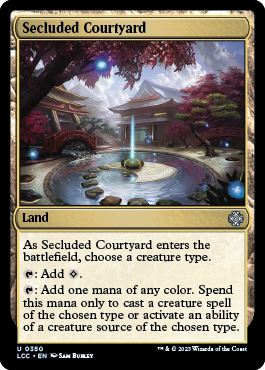 Secluded Courtyard
Land
As Secluded Courtyard enters the
battlefield, choose a creature type.
: Add .
: Add one mana of any color. Spend
this mana only to cast a creature spell
of the chosen type or activate an ability
of a creature source of the chosen type.
U 0350
LCC • EN SAM BURLEY
™ & © 2023 Wizards of the Coast